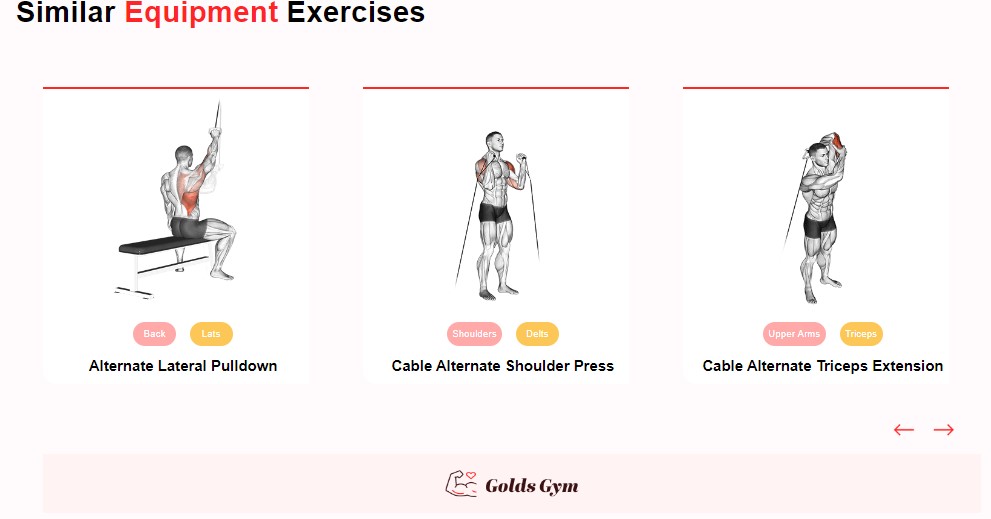 Similar Equipment Exercises
Back Lats
Alternate Lateral Pulldown
Shoulders Delts
Cable Alternate Shoulder Press
Upper Arms Triceps
Cable Alternate Triceps Extension
Golds Gym